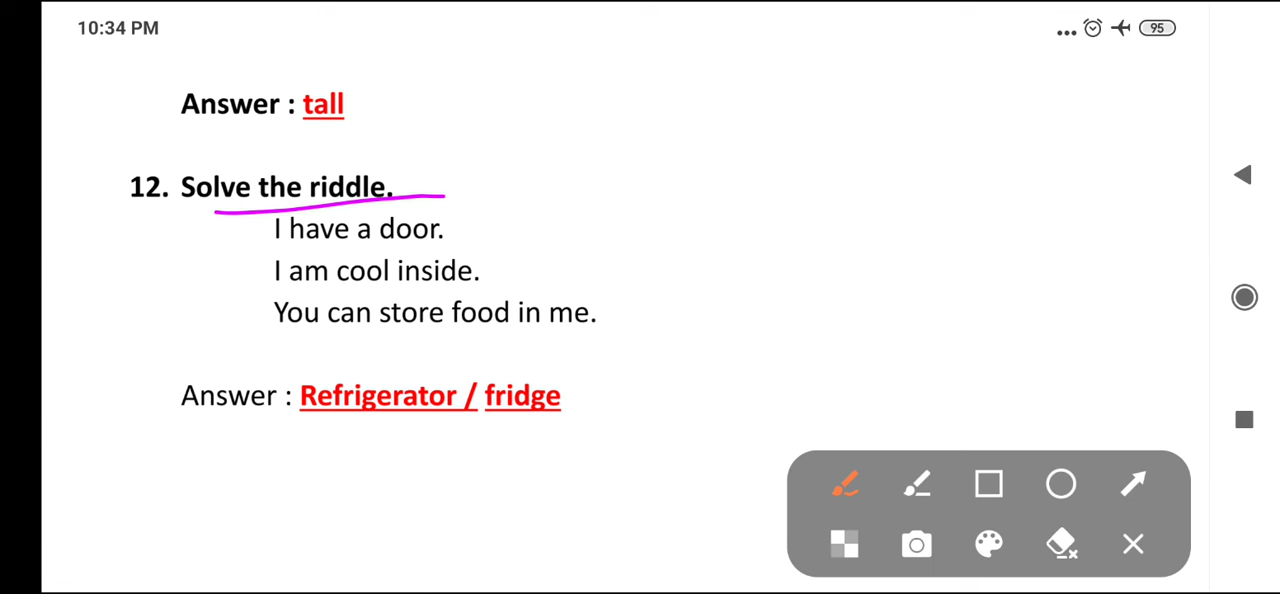 10:34 PM
... 95
Answer : tall
12. Solve the riddle.
I have a door.
I am cool inside.
You can store food in me.
Answer : Refrigerator / fridge